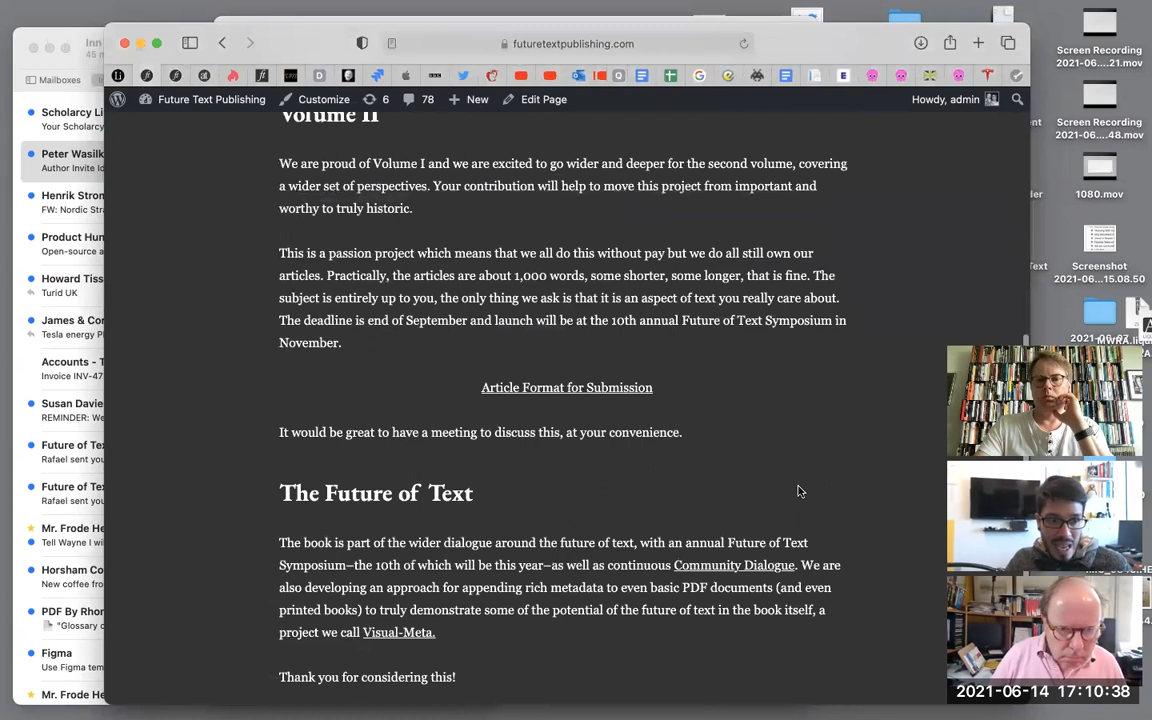 Inn
45 n
Mailboxes
Scholarcy Li
Your Scholarcy
Peter Wasilk
Author Invite Id
Henrik Strom
FW: Nordic Stra
Product Hun
Open-source a
Howard Tiss
Turid UK
James & Cor
Tesla energy P
Accounts - T
Invoice INV-47
Susan Davie
REMINDER: We
Future of Tex
Rafael sent you
Future of Tex
Rafael sent you
Mr. Frode He
Tell Wayne I wi
Horsham Co
New coffee fro
PDF By Rhor
"Glossary c
Figma
Use Figma tem
Mr. Frode He
futuretextpublishing.com
Future Text Publishing
Customize
6
78
New
Edit Page
Howdy, admin
Volume II
We are proud of Volume I and we are excited to go wider and deeper for the second volume, covering
a wider set of perspectives. Your contribution will help to move this project from important and
worthy to truly historic.
This is a passion project which means that we all do this without pay but we do all still own our
articles. Practically, the articles are about 1,000 words, some shorter, some longer, that is fine. The
subject is entirely up to you, the only thing we ask is that it is an aspect of text you really care about.
The deadline is end of September and launch will be at the 10th annual Future of Text Symposium in
November.
Article Format for Submission
It would be great to have a meeting to discuss this, at your convenience.
The Future of Text
The book is part of the wider dialogue around the future of text, with an annual Future of Text
Symposium–the 10th of which will be this year–as well as continuous Community Dialogue. We are
also developing an approach for appending rich metadata to even basic PDF documents (and even
printed books) to truly demonstrate some of the potential of the future of text in the book itself, a
project we call Visual-Meta.
Thank you for considering this!
Screen Recording
2021-06....21.mov
Screen Recording
2021-06....48.mov
1080.mov
Screenshot
2021-06...15.08.50
2021-06-14 17:10:38